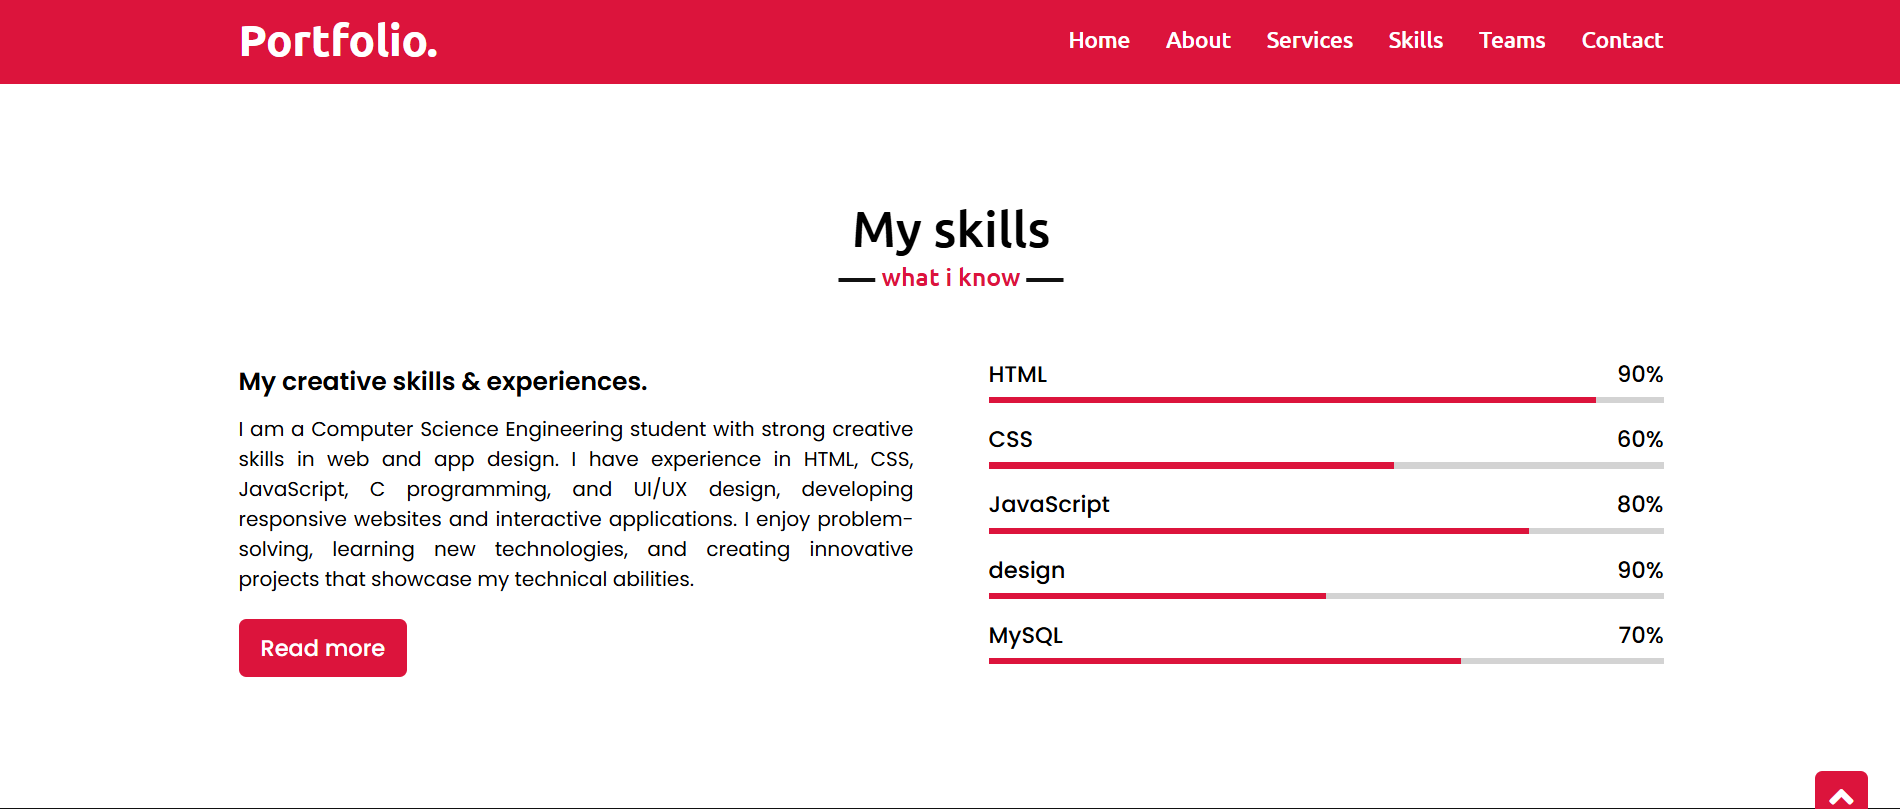 Portfolio.
Home About Services Skills Teams Contact
My skills
what i know
My creative skills & experiences.
I am a Computer Science Engineering student with strong creative
skills in web and app design. I have experience in HTML, CSS,
JavaScript, C programming, and UI/UX design, developing
responsive websites and interactive applications. I enjoy problem-
solving, learning new technologies, and creating innovative
projects that showcase my technical abilities.
Read more
HTML 90%
CSS 60%
JavaScript 80%
design 90%
MySQL 70%